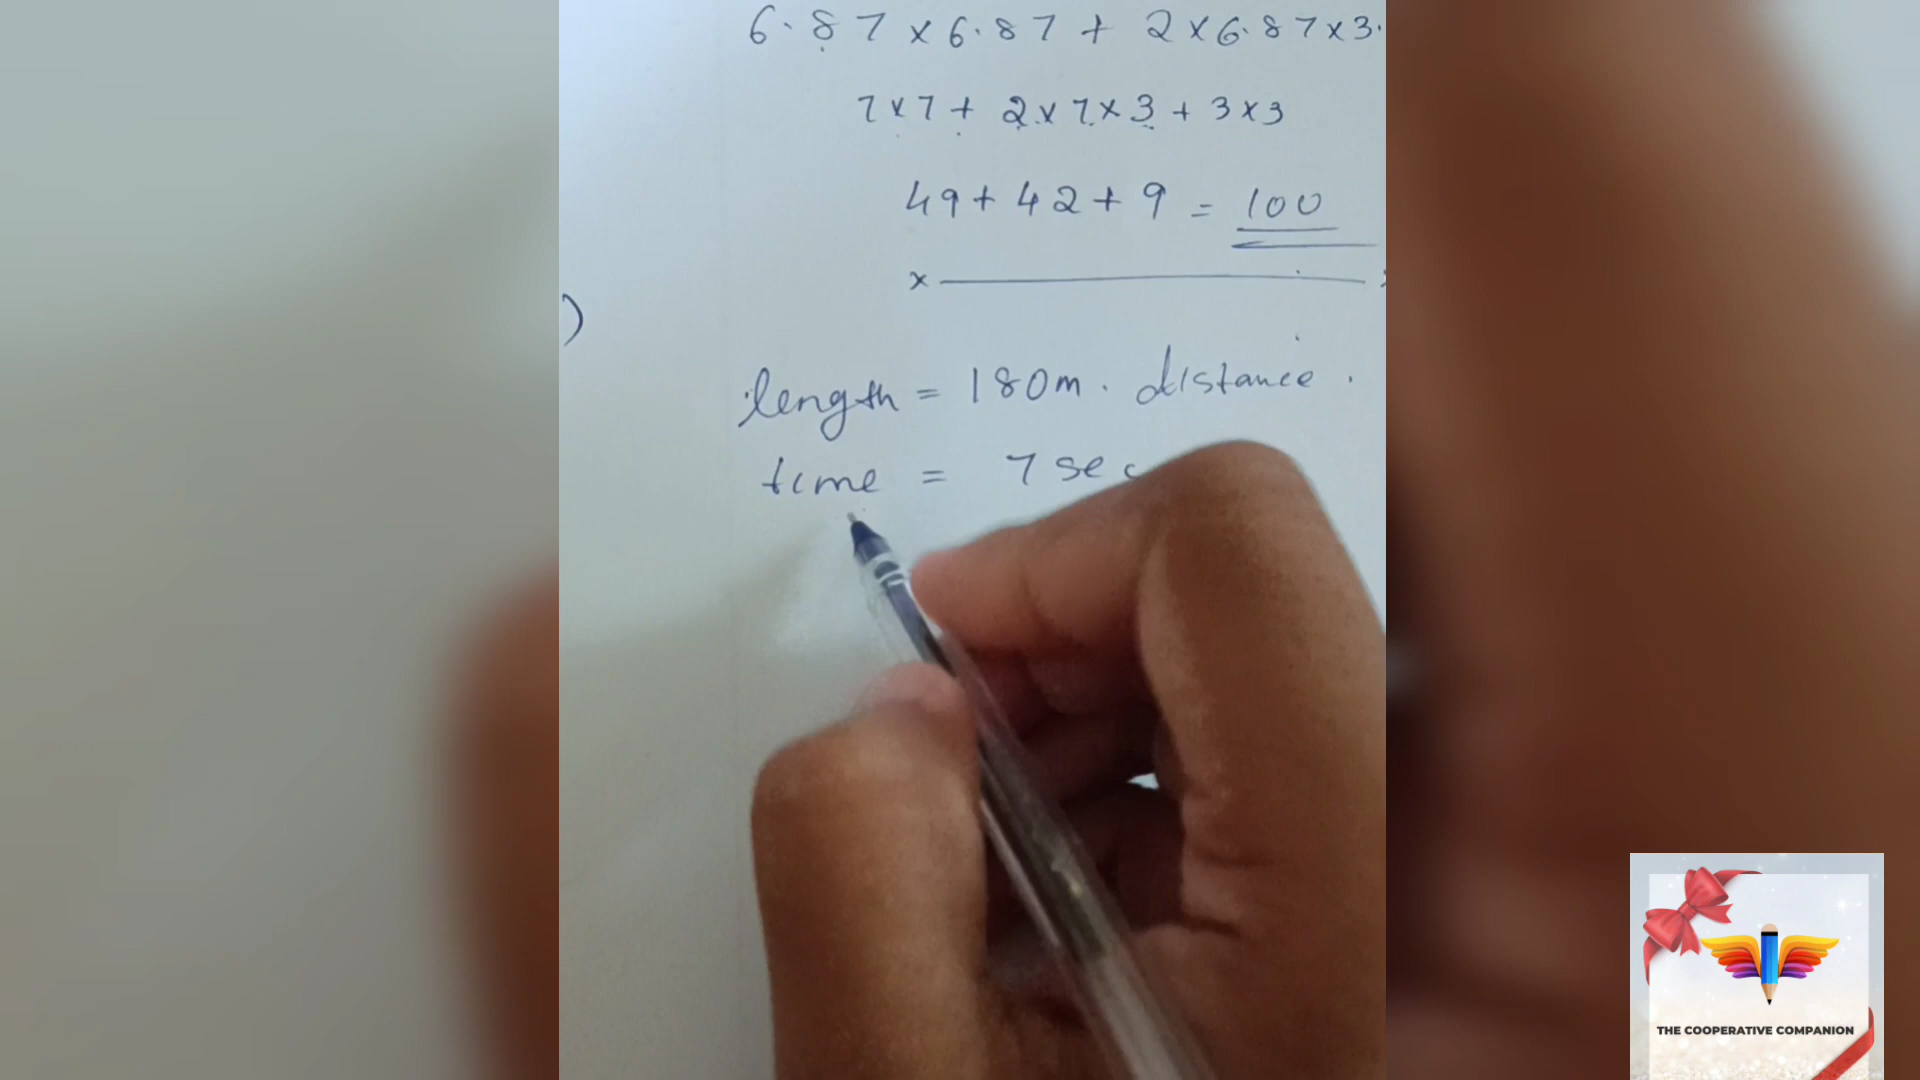 6.87 x 6.87 + 2 x 6.87 x 3.
7 x 7 + 2 x 7 x 3 + 3 x 3
49 + 42 + 9 = 100
x
)
length = 180m. distance.
time = 7 sec
THE COOPERATIVE COMPANION